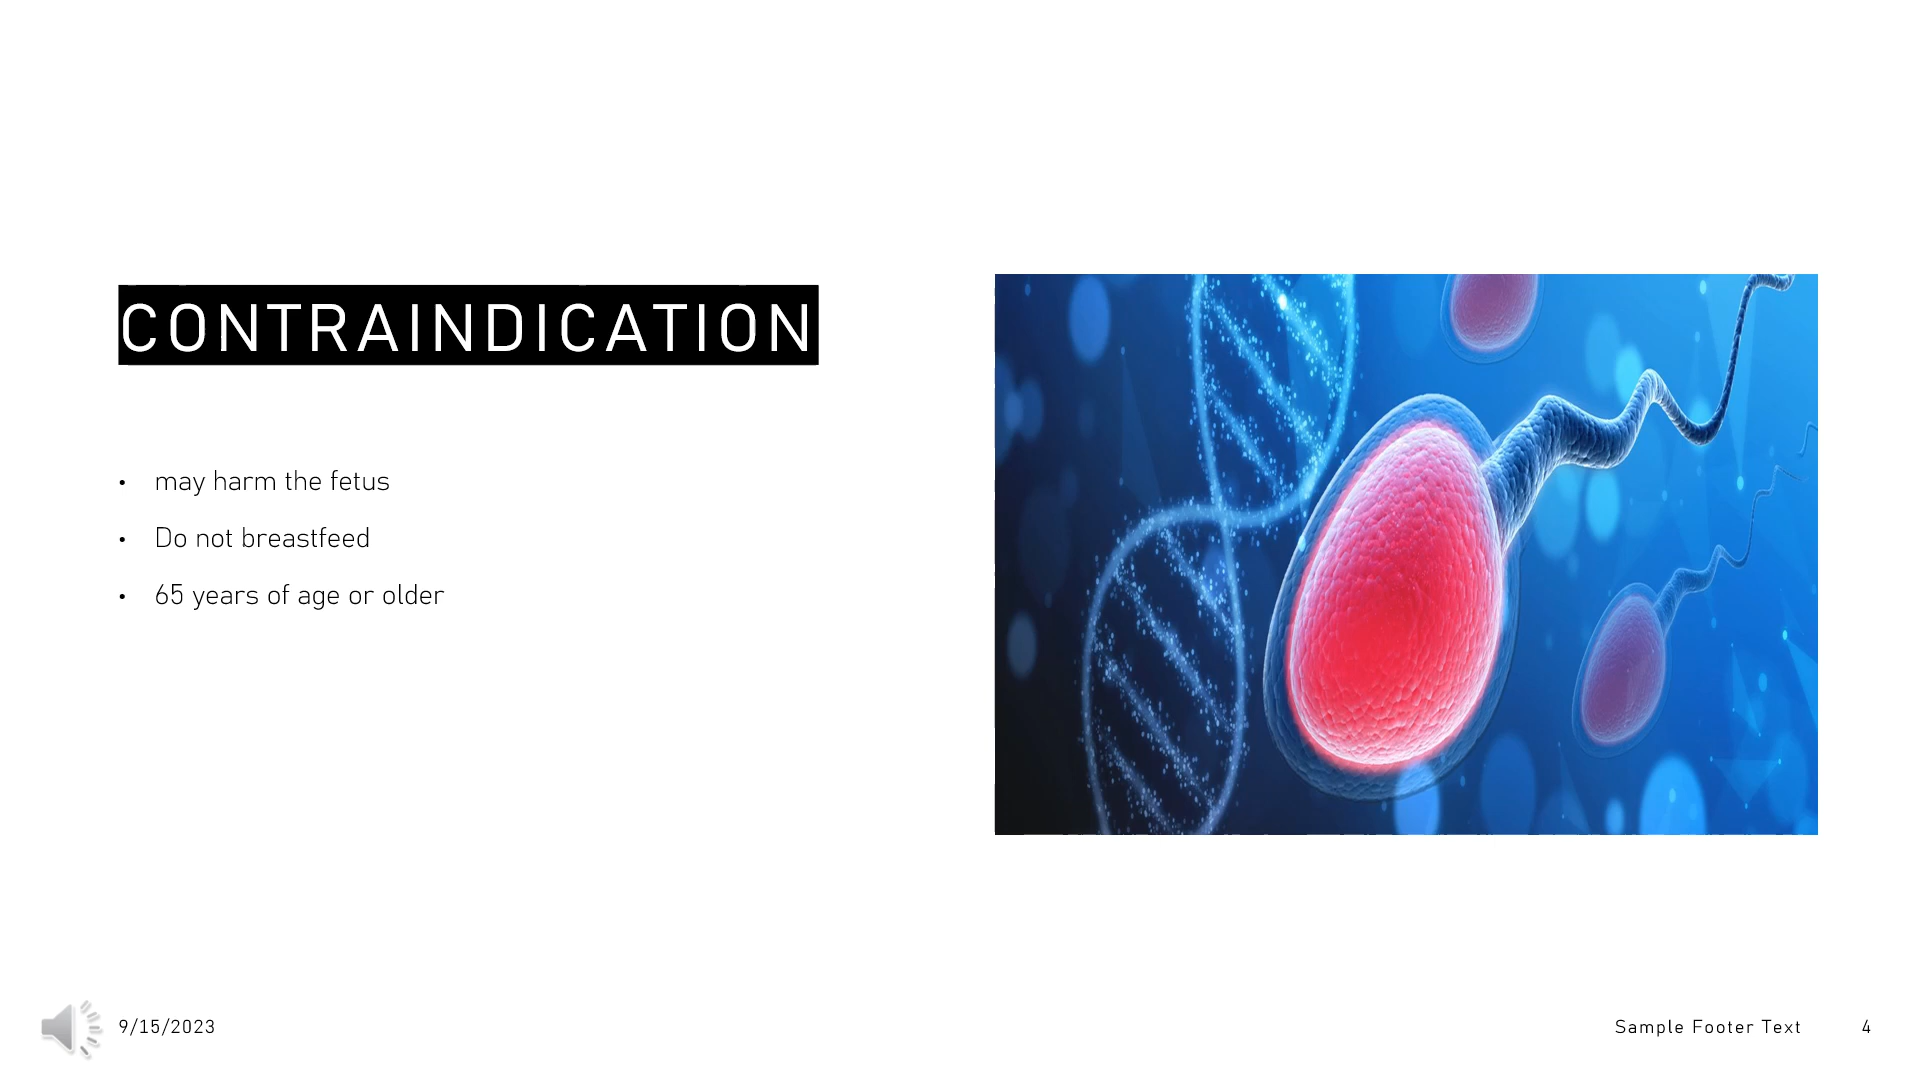 CONTRAINDICATION
• may harm the fetus
• Do not breastfeed
• 65 years of age or older
9/15/2023
Sample Footer Text
4